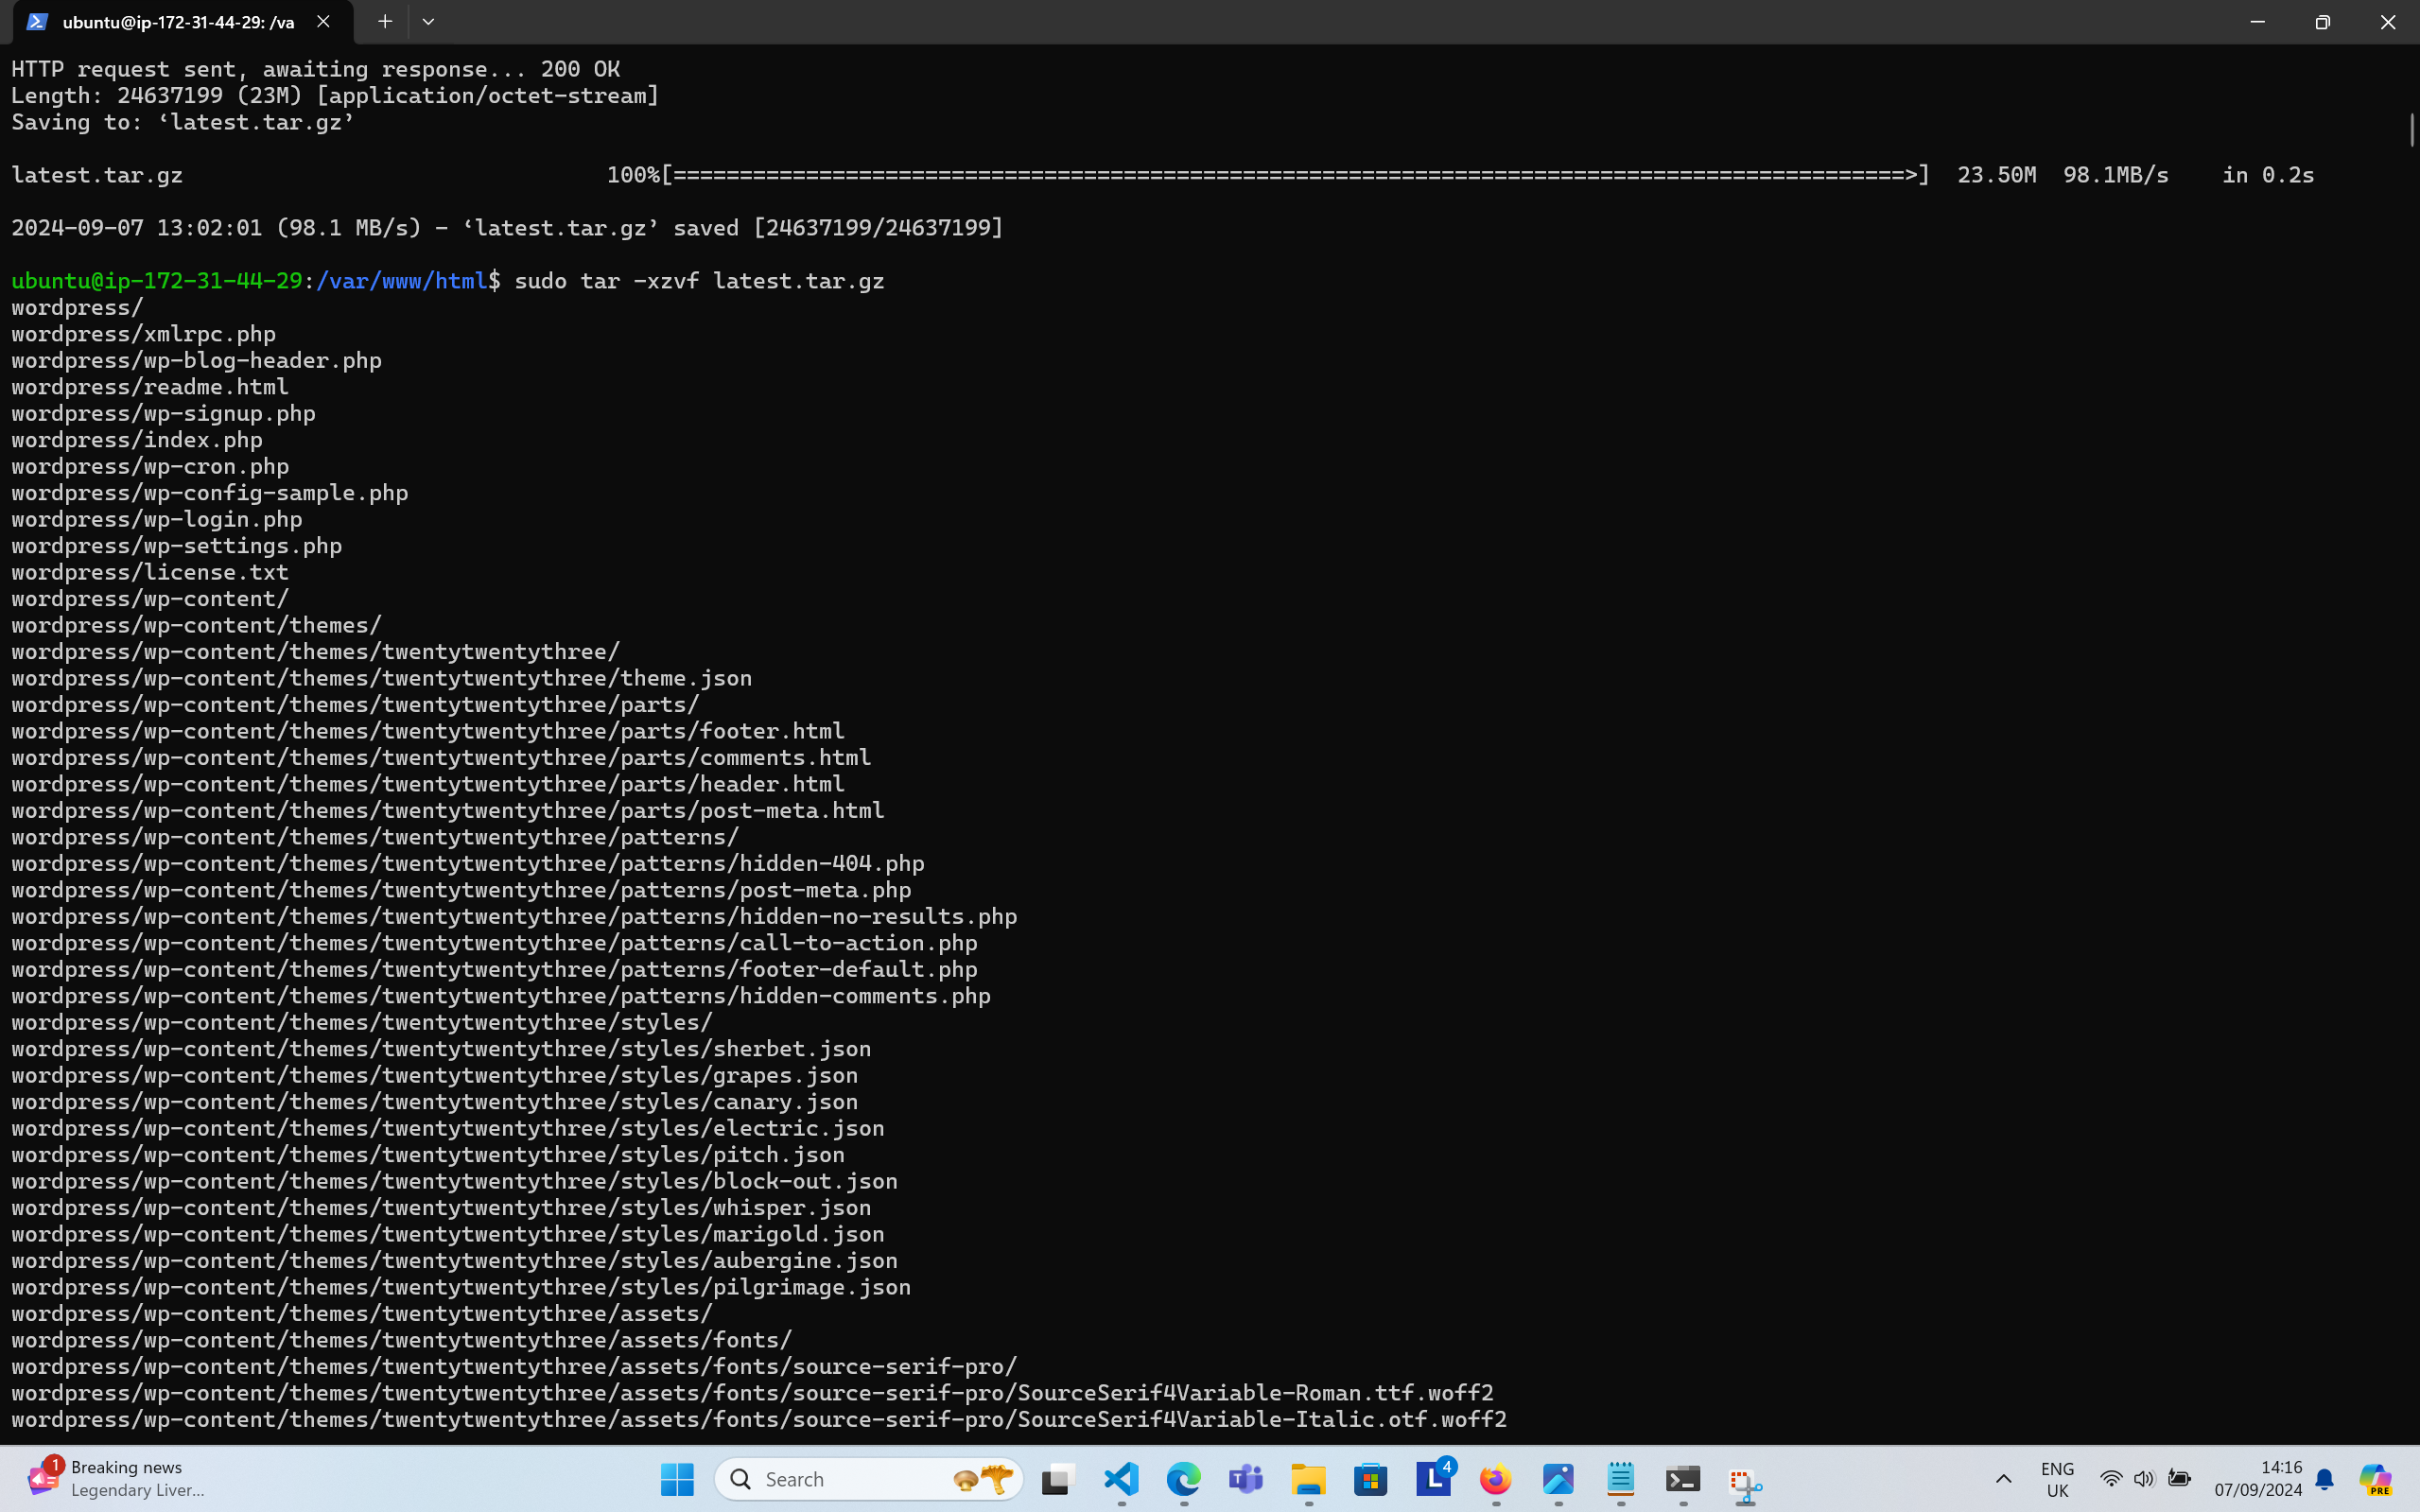 ubuntu@ip-172-31-44-29: /va
HTTP request sent, awaiting response... 200 OK
Length: 24637199 (23M) [application/octet-stream]
Saving to: ‘latest.tar.gz’
latest.tar.gz 100%[=============================================================================================>] 23.50M 98.1MB/s in 0.2s
2024-09-07 13:02:01 (98.1 MB/s) - ‘latest.tar.gz’ saved [24637199/24637199]
ubuntu@ip-172-31-44-29:/var/www/html$ sudo tar -xzvf latest.tar.gz
wordpress/
wordpress/xmlrpc.php
wordpress/wp-blog-header.php
wordpress/readme.html
wordpress/wp-signup.php
wordpress/index.php
wordpress/wp-cron.php
wordpress/wp-config-sample.php
wordpress/wp-login.php
wordpress/wp-settings.php
wordpress/license.txt
wordpress/wp-content/
wordpress/wp-content/themes/
wordpress/wp-content/themes/twentytwentythree/
wordpress/wp-content/themes/twentytwentythree/theme.json
wordpress/wp-content/themes/twentytwentythree/parts/
wordpress/wp-content/themes/twentytwentythree/parts/footer.html
wordpress/wp-content/themes/twentytwentythree/parts/comments.html
wordpress/wp-content/themes/twentytwentythree/parts/header.html
wordpress/wp-content/themes/twentytwentythree/parts/post-meta.html
wordpress/wp-content/themes/twentytwentythree/patterns/
wordpress/wp-content/themes/twentytwentythree/patterns/hidden-404.php
wordpress/wp-content/themes/twentytwentythree/patterns/post-meta.php
wordpress/wp-content/themes/twentytwentythree/patterns/hidden-no-results.php
wordpress/wp-content/themes/twentytwentythree/patterns/call-to-action.php
wordpress/wp-content/themes/twentytwentythree/patterns/footer-default.php
wordpress/wp-content/themes/twentytwentythree/patterns/hidden-comments.php
wordpress/wp-content/themes/twentytwentythree/styles/
wordpress/wp-content/themes/twentytwentythree/styles/sherbet.json
wordpress/wp-content/themes/twentytwentythree/styles/grapes.json
wordpress/wp-content/themes/twentytwentythree/styles/canary.json
wordpress/wp-content/themes/twentytwentythree/styles/electric.json
wordpress/wp-content/themes/twentytwentythree/styles/pitch.json
wordpress/wp-content/themes/twentytwentythree/styles/block-out.json
wordpress/wp-content/themes/twentytwentythree/styles/whisper.json
wordpress/wp-content/themes/twentytwentythree/styles/marigold.json
wordpress/wp-content/themes/twentytwentythree/styles/aubergine.json
wordpress/wp-content/themes/twentytwentythree/styles/pilgrimage.json
wordpress/wp-content/themes/twentytwentythree/assets/
wordpress/wp-content/themes/twentytwentythree/assets/fonts/
wordpress/wp-content/themes/twentytwentythree/assets/fonts/source-serif-pro/
wordpress/wp-content/themes/twentytwentythree/assets/fonts/source-serif-pro/SourceSerif4Variable-Roman.ttf.woff2
wordpress/wp-content/themes/twentytwentythree/assets/fonts/source-serif-pro/SourceSerif4Variable-Italic.otf.woff2
1 Breaking news
Legendary Liver...
Search
L 4
ENG
UK
14:16
07/09/2024
PRE